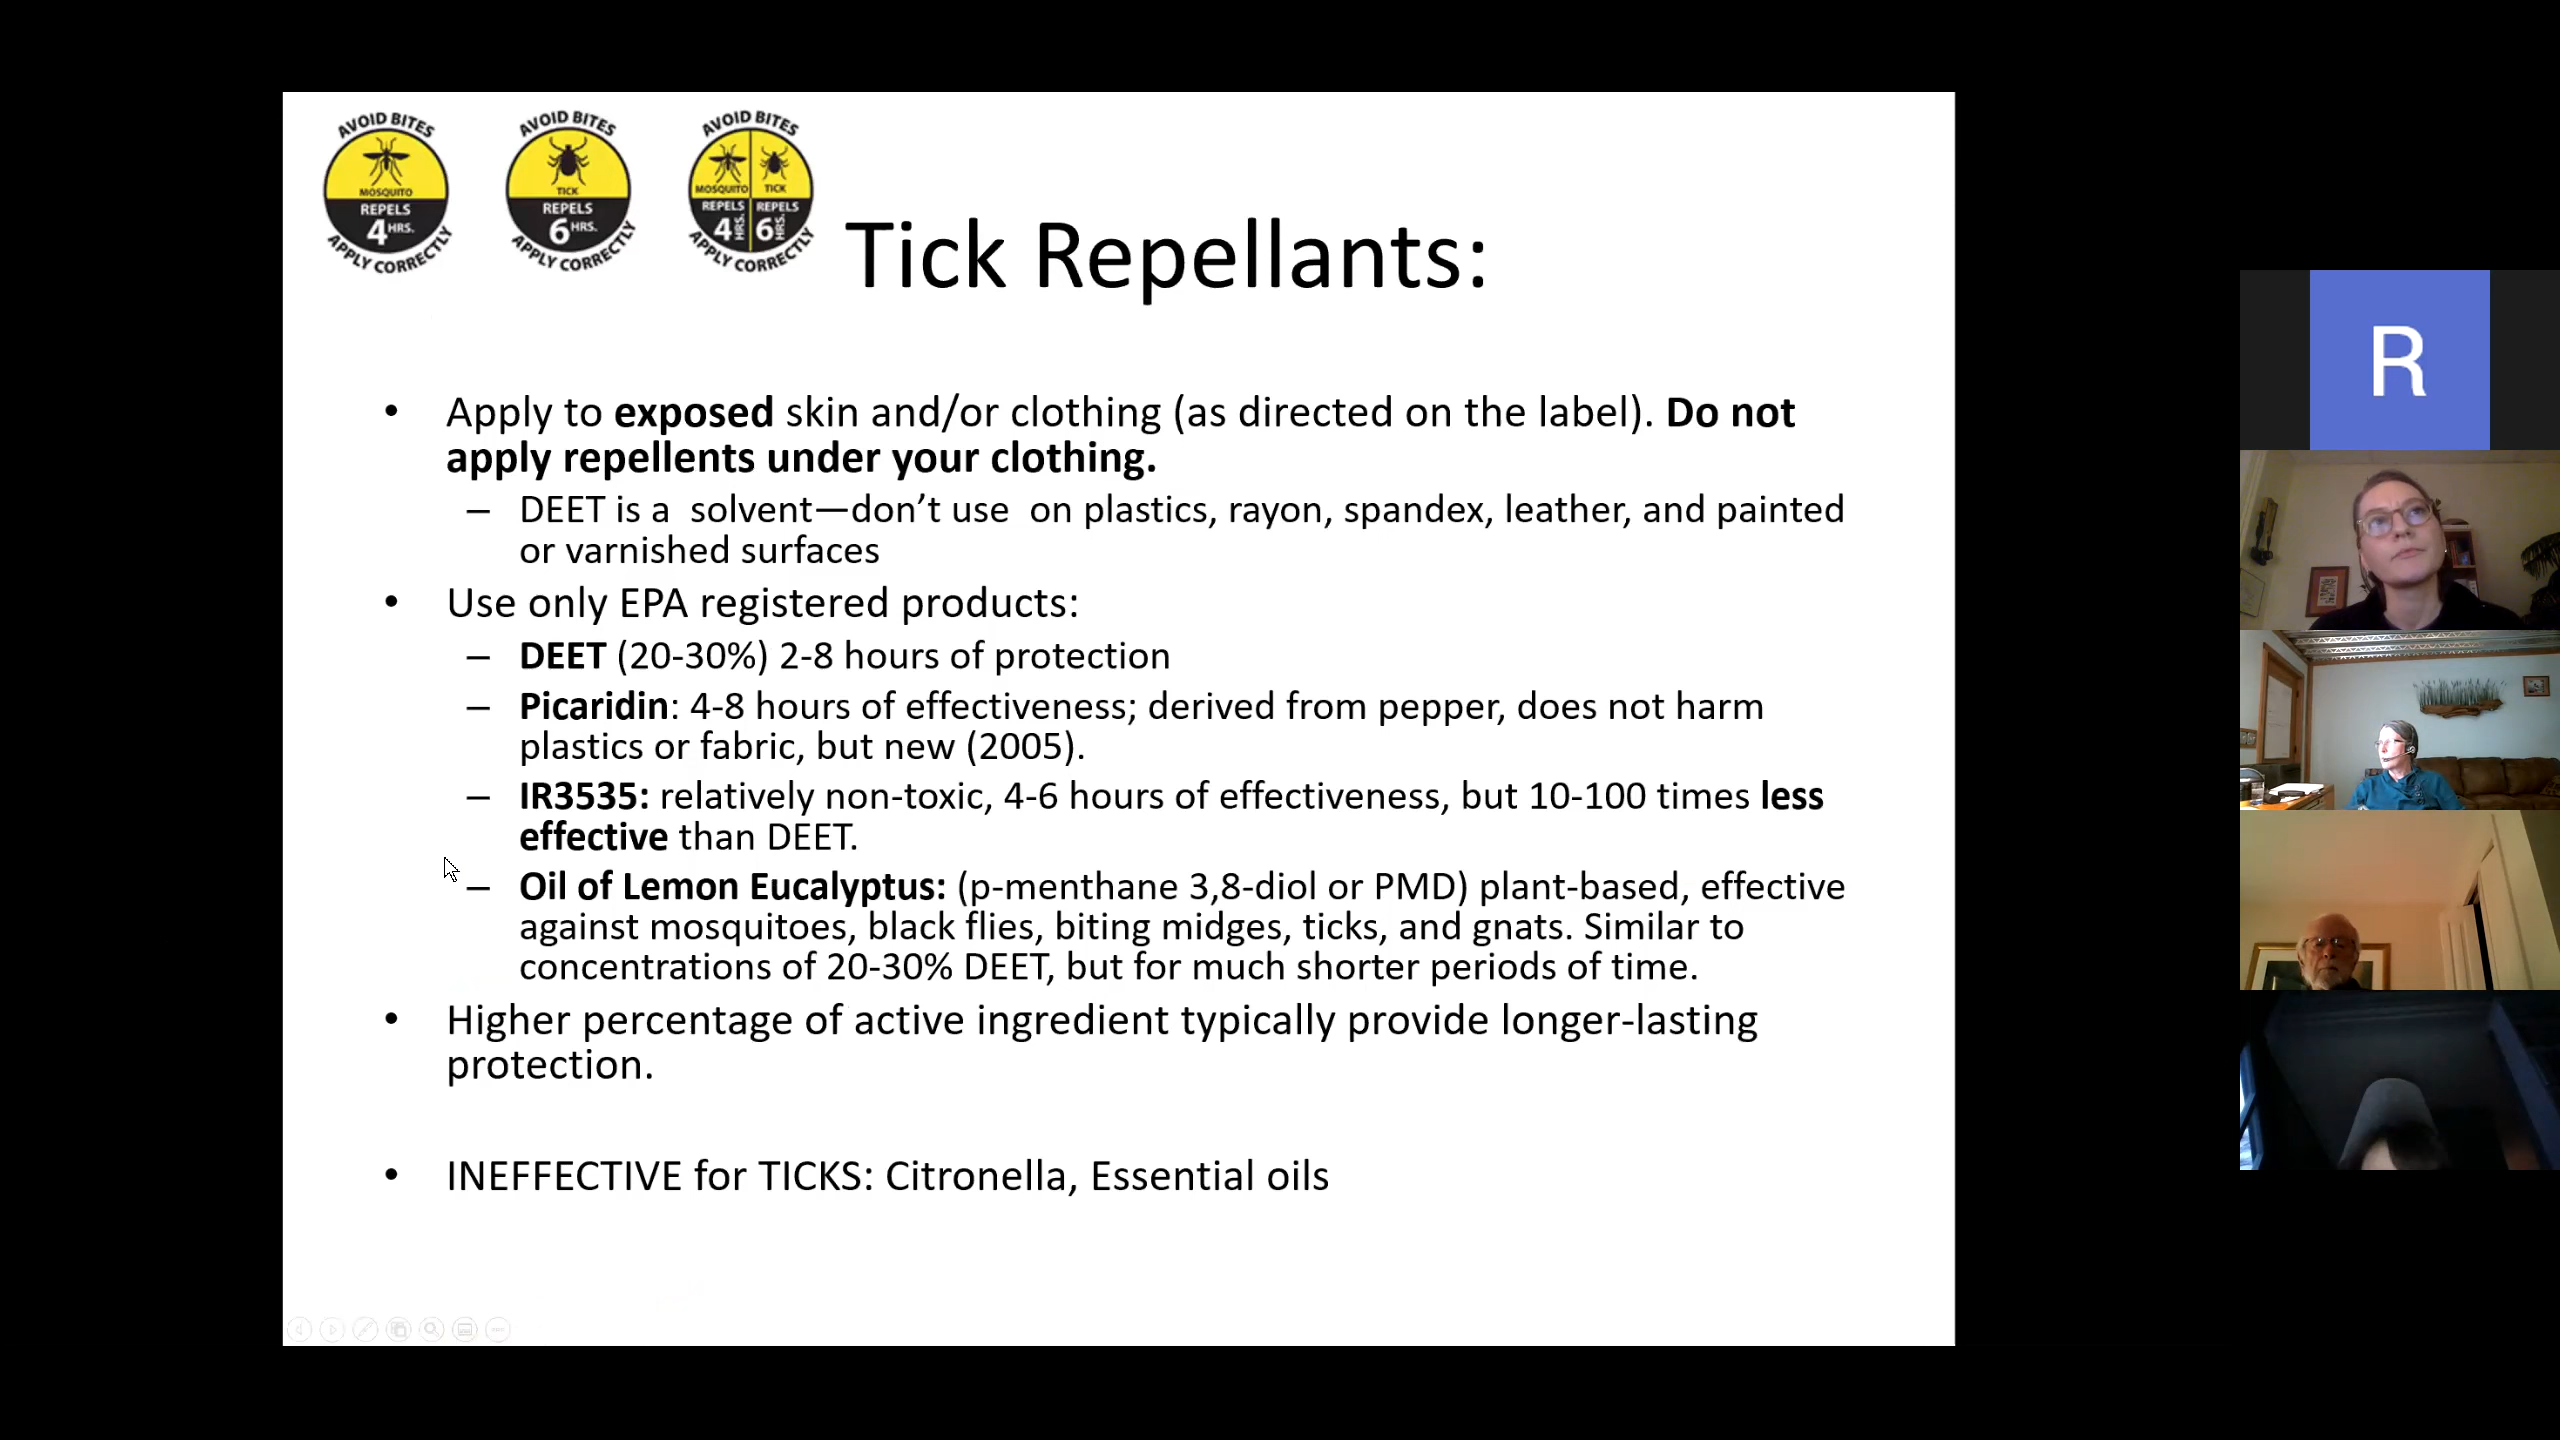 AVOID BITES
MOSQUITO
REPELS
4 HRS.
APPLY CORRECTLY
AVOID BITES
TICK
REPELS
6 HRS.
APPLY CORRECTLY
AVOID BITES
MOSQUITO TICK
REPELS REPELS
4 HRS. 6 HRS.
APPLY CORRECTLY
Tick Repellants:
• Apply to exposed skin and/or clothing (as directed on the label). Do not
apply repellents under your clothing.
– DEET is a  solvent—don’t use  on plastics, rayon, spandex, leather, and painted
or varnished surfaces
• Use only EPA registered products:
– DEET (20-30%) 2-8 hours of protection
– Picaridin: 4-8 hours of effectiveness; derived from pepper, does not harm
plastics or fabric, but new (2005).
– IR3535: relatively non-toxic, 4-6 hours of effectiveness, but 10-100 times less
effective than DEET.
– Oil of Lemon Eucalyptus: (p-menthane 3,8-diol or PMD) plant-based, effective
against mosquitoes, black flies, biting midges, ticks, and gnats. Similar to
concentrations of 20-30% DEET, but for much shorter periods of time.
• Higher percentage of active ingredient typically provide longer-lasting
protection.
• INEFFECTIVE for TICKS: Citronella, Essential oils
R